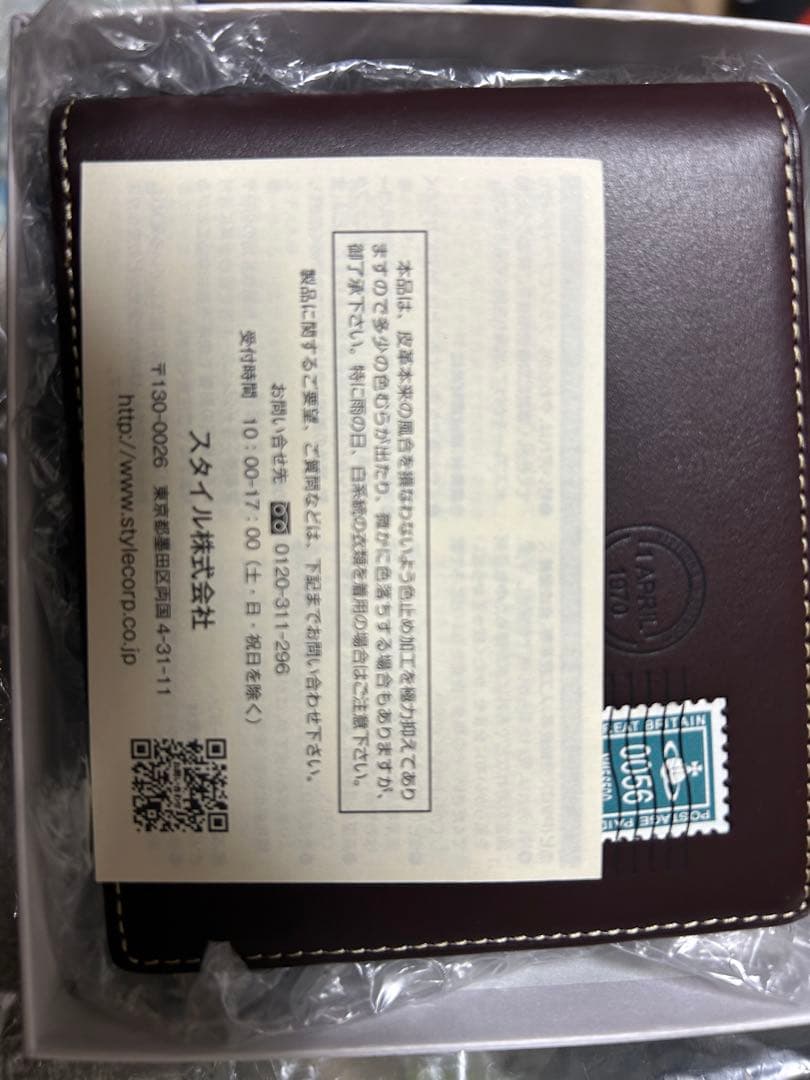 本品は、皮革本来の風合を損なわないよう色止め加工を極力抑えてあり
ますので多少の色むらが出たり、微かに色落ちする場合もありますが、
御了承下さい。特に雨の日、白系統の衣類を着用の場合はご注意下さい。
製品に関するご要望、ご質問などは、下記までお問い合わせ下さい。
お問い合せ先 0120-311-296
受付時間 10：00-17：00（土・日・祝日を除く）
スタイル株式会社
〒130-0026 東京都墨田区両国 4-31-11
http://www.stylecorp.co.jp
11 APRIL
1970
EAT BRITAIN
0056
POSTAGE PAID